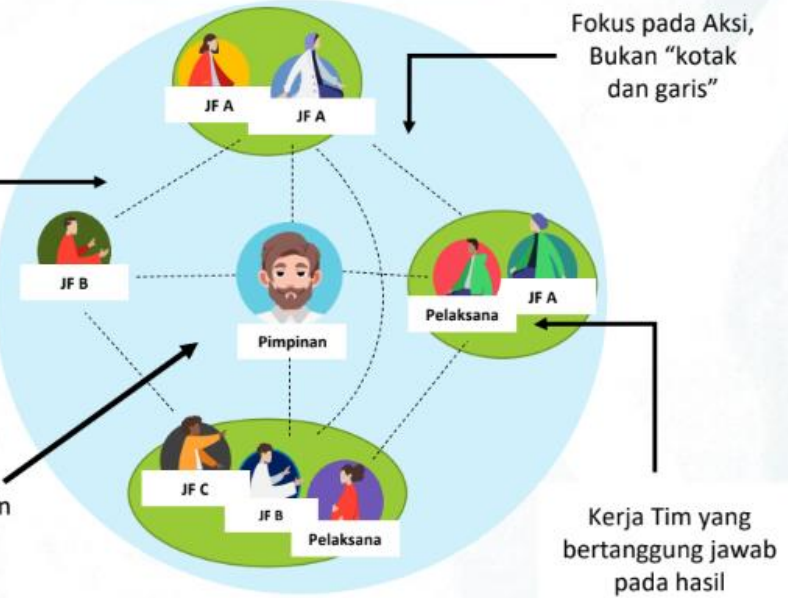 Fokus pada Aksi,
Bukan “kotak
dan garis”
JF A
JF A
JF B
Pelaksana
JF A
Pimpinan
JF C
JF B
Pelaksana
Kerja Tim yang
bertanggung jawab
pada hasil